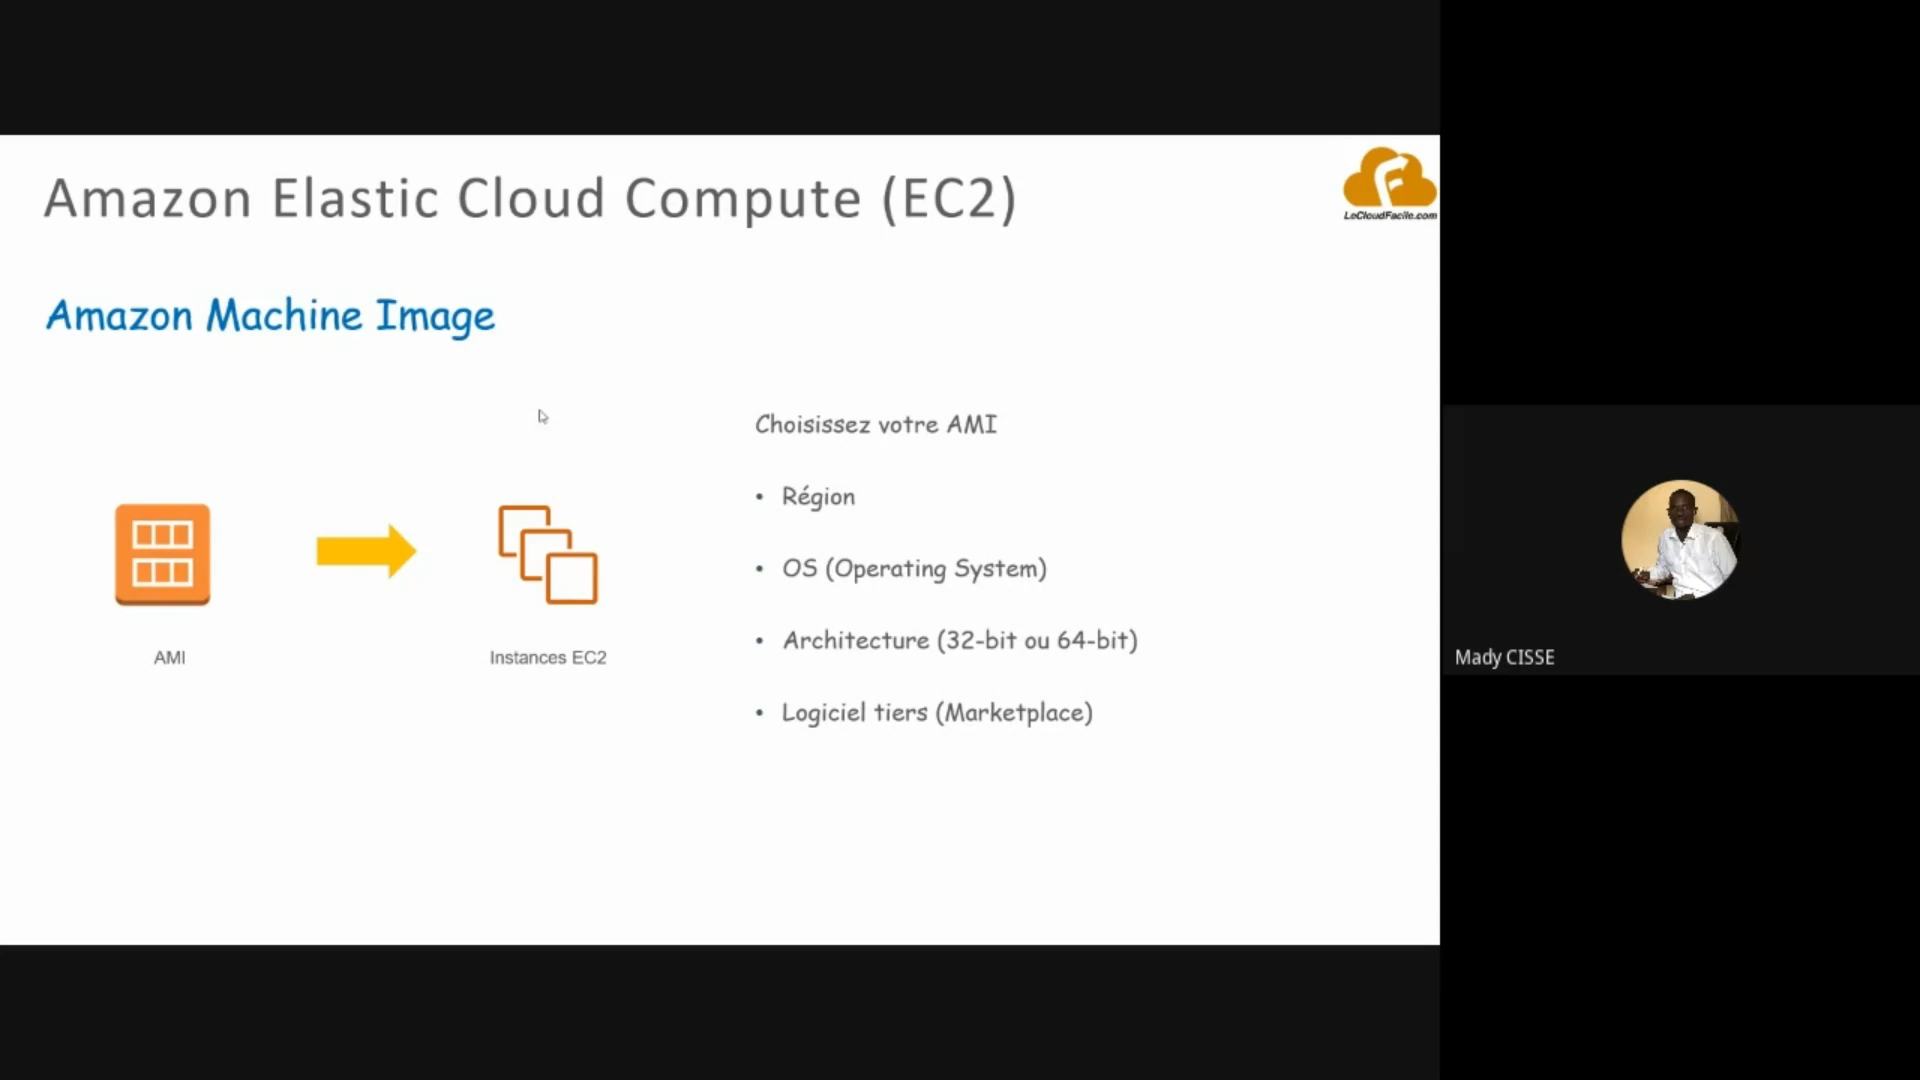 Amazon Elastic Cloud Compute (EC2)
LeCloudFacile.com
Amazon Machine Image
Choisissez votre AMI
• Région
• OS (Operating System)
• Architecture (32-bit ou 64-bit)
• Logiciel tiers (Marketplace)
AMI
Instances EC2
Mady CISSE